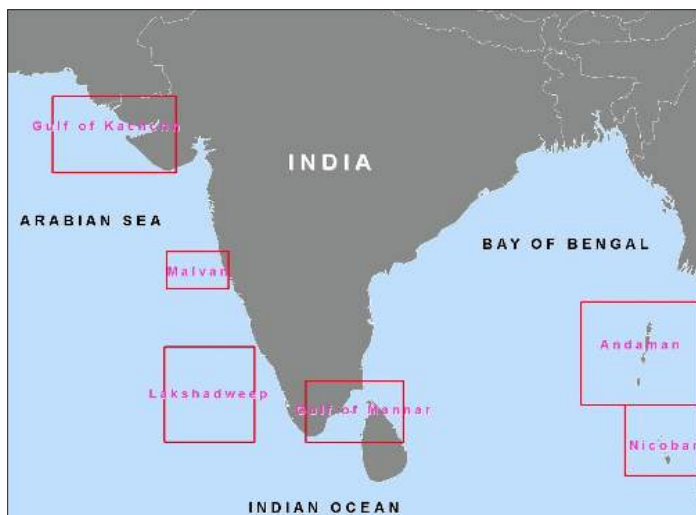 Gulf of Kachchh
INDIA
ARABIAN SEA
BAY OF BENGAL
Malvan
Andaman
Lakshadweep
Gulf of Mannar
Nicobar
INDIAN OCEAN